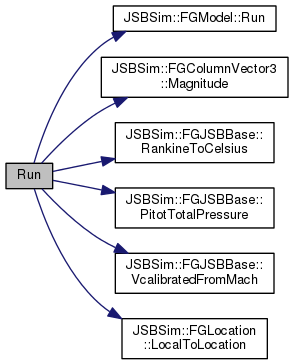 JSBSim::FGModel::Run
JSBSim::FGColumnVector3
::Magnitude
JSBSim::FGJSBBase::
RankineToCelsius
Run
JSBSim::FGJSBBase::
PitotTotalPressure
JSBSim::FGJSBBase::
VcalibratedFromMach
JSBSim::FGLocation
::LocalToLocation